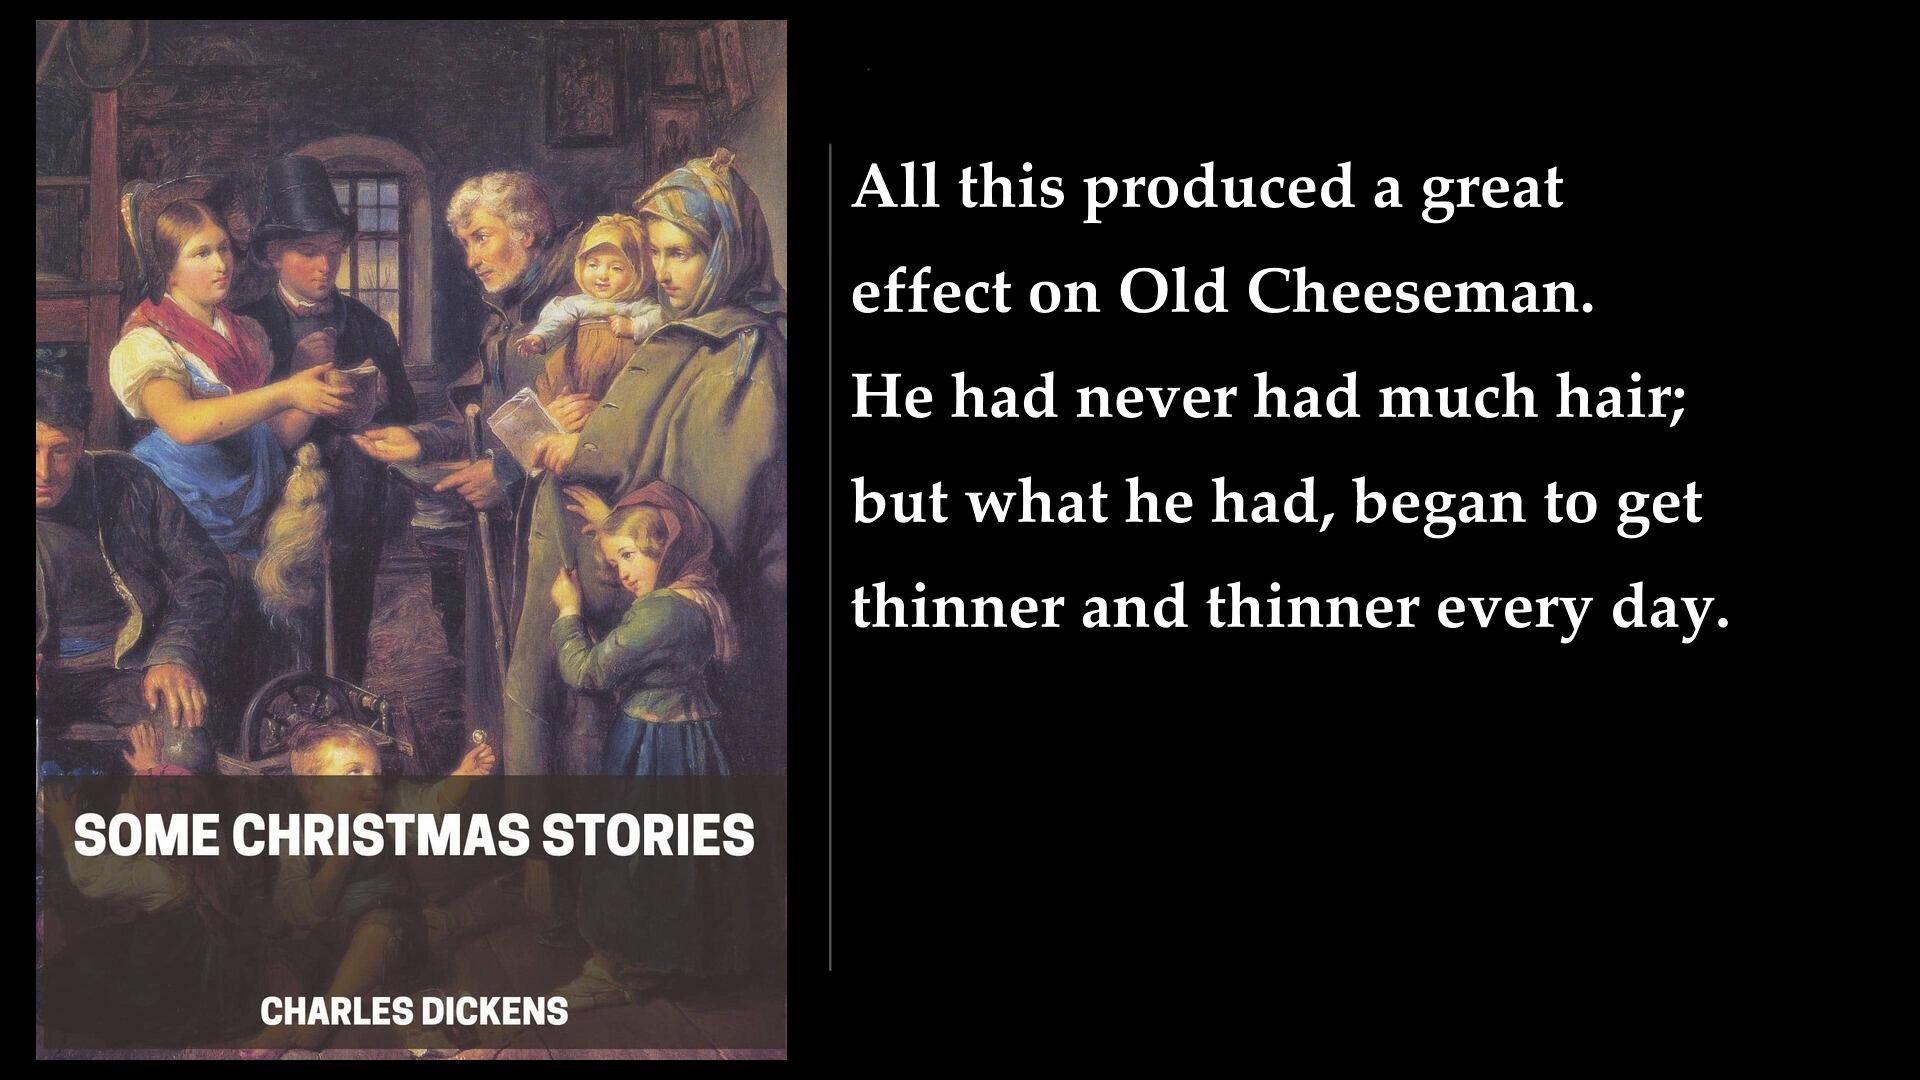 SOME CHRISTMAS STORIES
CHARLES DICKENS
All this produced a great
effect on Old Cheeseman.
He had never had much hair;
but what he had, began to get
thinner and thinner every day.